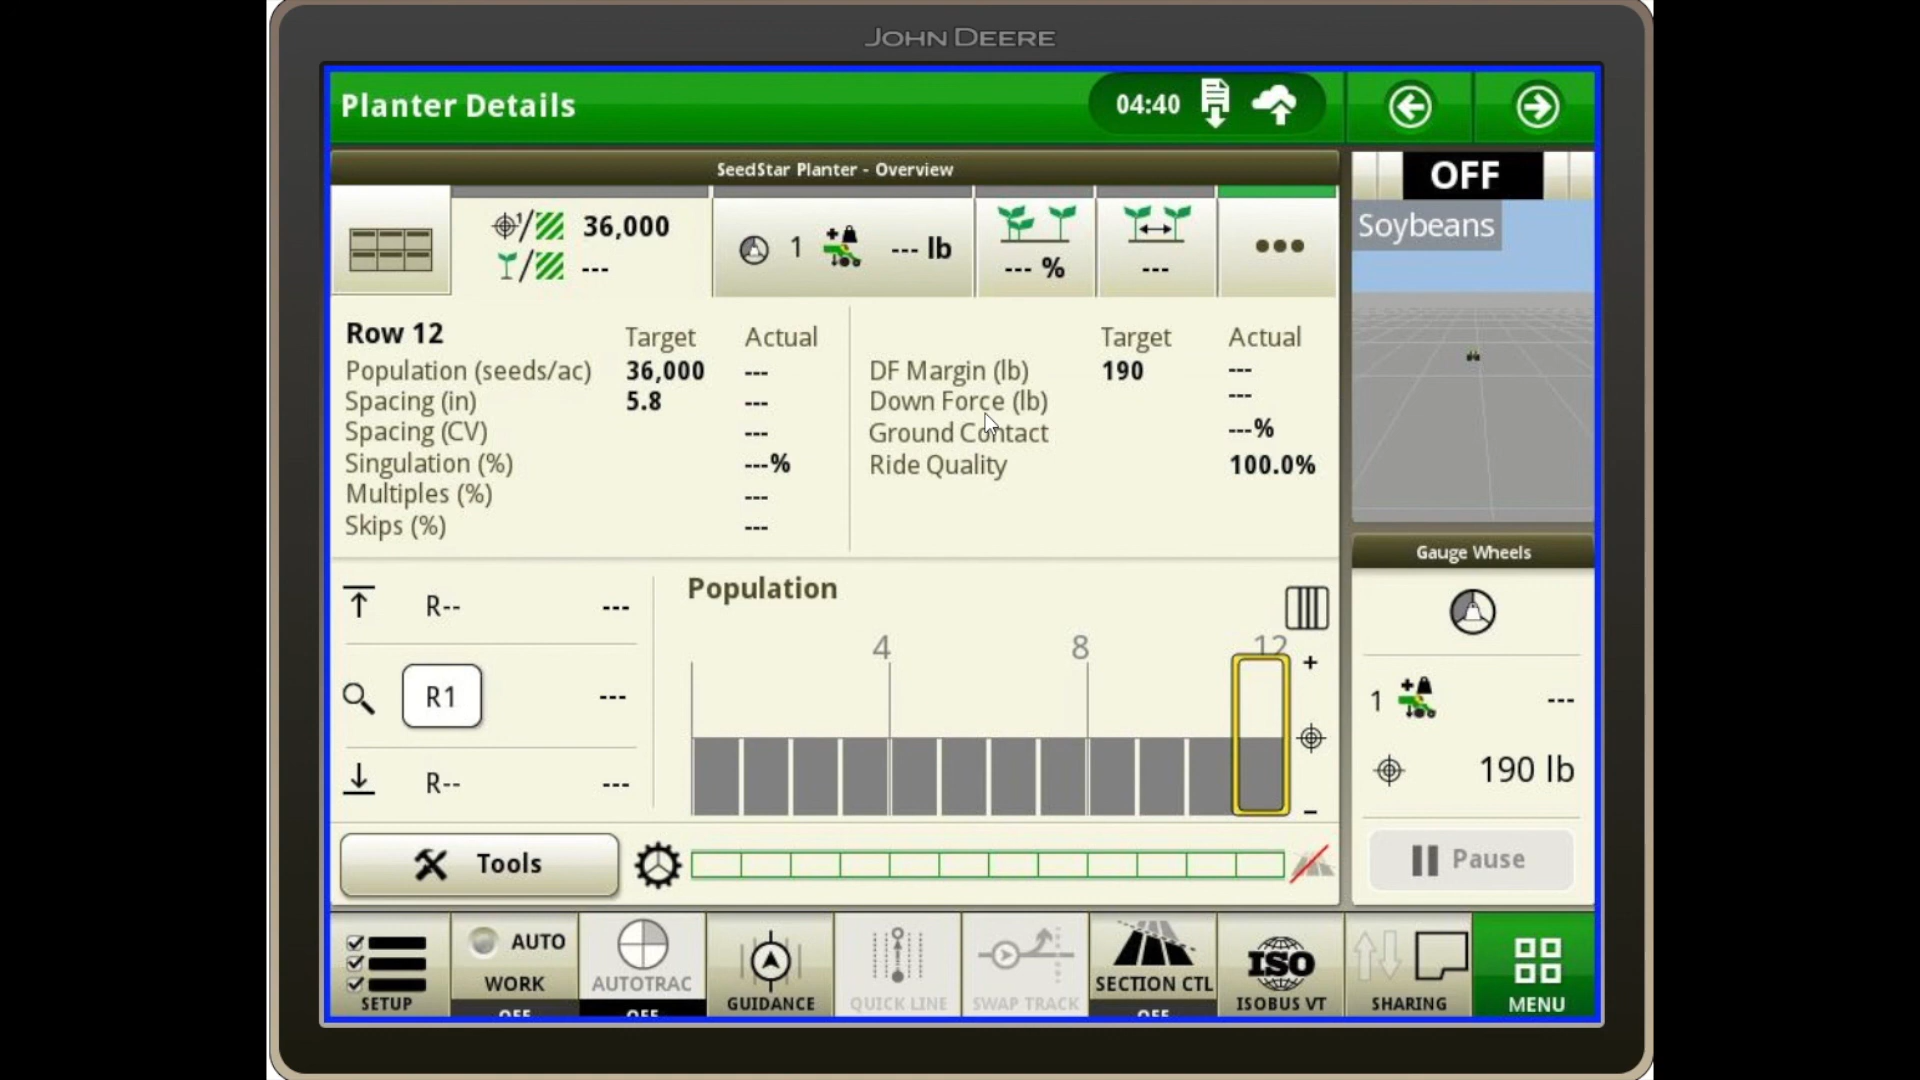 JOHN DEERE
Planter Details
04:40
SeedStar Planter - Overview
OFF
Soybeans
1
36,000
---
1
--- lb
--- %
---
Row 12
Target
Actual
Population (seeds/ac)
36,000
---
Spacing (in)
5.8
---
Spacing (CV)
---
Singulation (%)
---%
Multiples (%)
---
Skips (%)
---
Target
Actual
DF Margin (lb)
190
---
Down Force (lb)
---
Ground Contact
---%
Ride Quality
100.0%
R--
---
R1
---
R--
---
Population
4
8
12
+
–
Tools
Gauge Wheels
1
---
190 lb
Pause
SETUP
AUTO
WORK
OFF
AUTOTRAC
OFF
GUIDANCE
QUICK LINE
SWAP TRACK
SECTION CTL
OFF
ISO
ISOBUS VT
SHARING
MENU